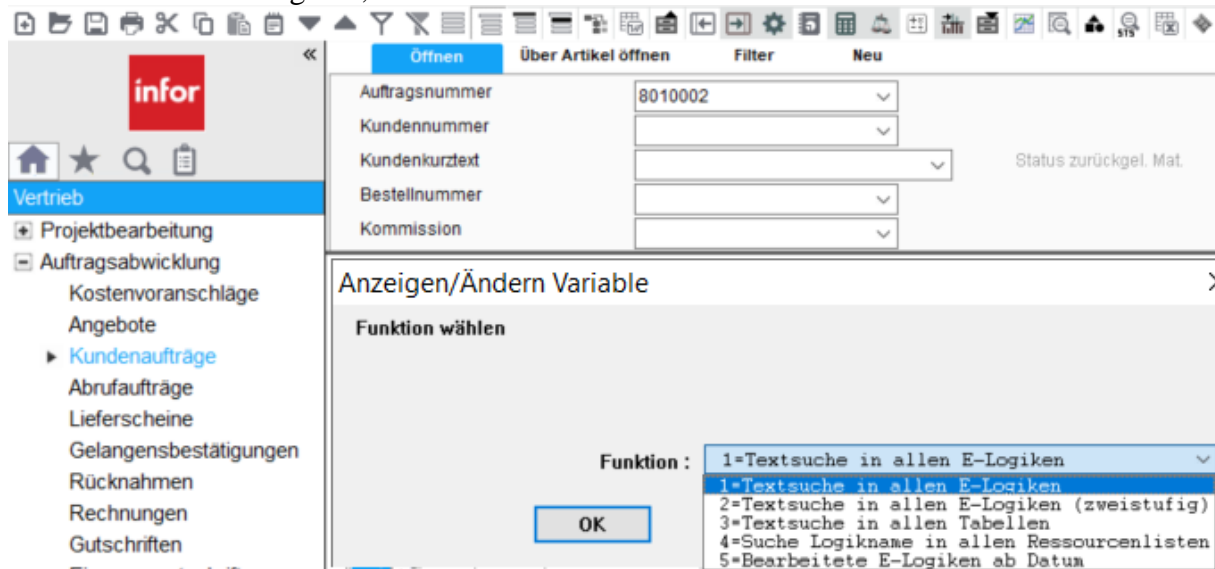 infor
Öffnen Über Artikel öffnen Filter Neu
Auftragsnummer 8010002
Kundennummer
Kundenkurztext Status zurückgel. Mat.
Bestellnummer
Kommission
Vertrieb
Projektbearbeitung
Auftragsabwicklung
Kostenvoranschläge
Angebote
Kundenaufträge
Abrufaufträge
Lieferscheine
Gelangensbestätigungen
Rücknahmen
Rechnungen
Gutschriften
Anzeigen/Ändern Variable
Funktion wählen
Funktion : 1=Textsuche in allen E-Logiken
1=Textsuche in allen E-Logiken
2=Textsuche in allen E-Logiken (zweistufig)
3=Textsuche in allen Tabellen
4=Suche Logikname in allen Ressourcenlisten
5=Bearbeitete E-Logiken ab Datum
OK